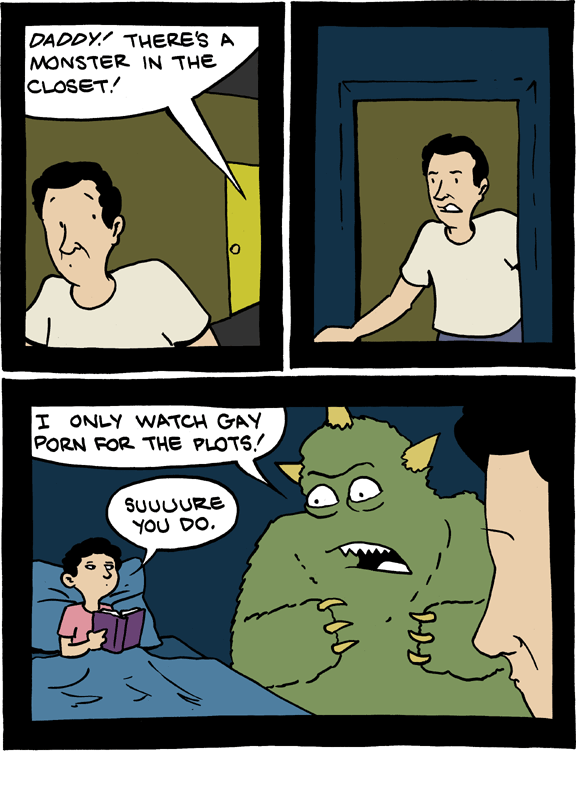 DADDY! THERE'S A
MONSTER IN THE
CLOSET!
I ONLY WATCH GAY
PORN FOR THE PLOTS!
SUUUURE
YOU DO.